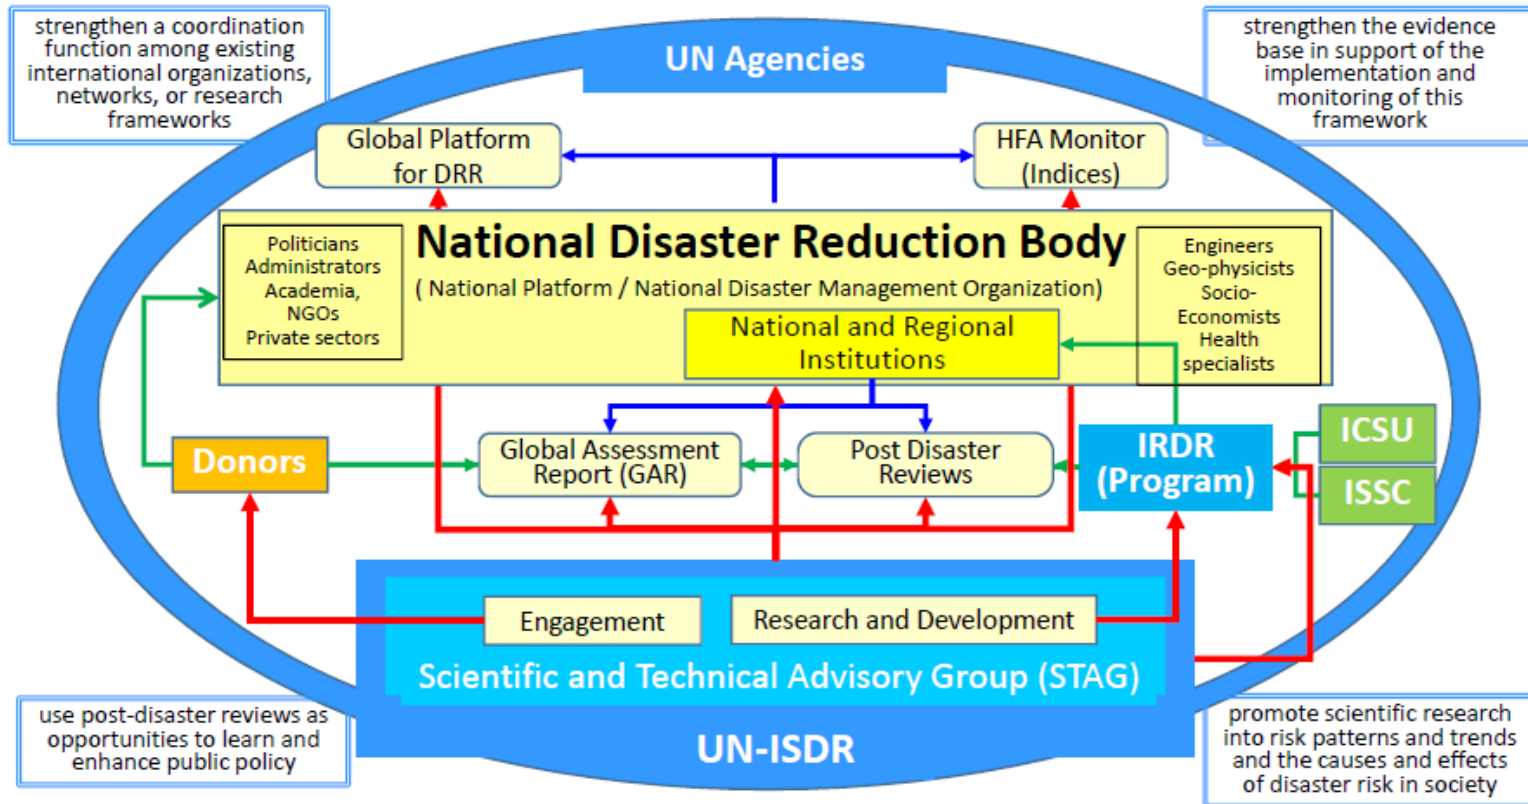 strengthen a coordination
function among existing
international organizations,
networks, or research
frameworks
UN Agencies
strengthen the evidence
base in support of the
implementation and
monitoring of this
framework
Global Platform
for DRR
HFA Monitor
(Indices)
Politicians
Administrators
Academia,
NGOs
Private sectors
National Disaster Reduction Body
( National Platform / National Disaster Management Organization)
National and Regional
Institutions
Engineers
Geo-physicists
Socio-
Economists
Health
specialists
Donors
Global Assessment
Report (GAR)
Post Disaster
Reviews
IRDR
(Program)
ICSU
ISSC
Engagement
Research and Development
Scientific and Technical Advisory Group (STAG)
UN-ISDR
use post-disaster reviews as
opportunities to learn and
enhance public policy
promote scientific research
into risk patterns and trends
and the causes and effects
of disaster risk in society